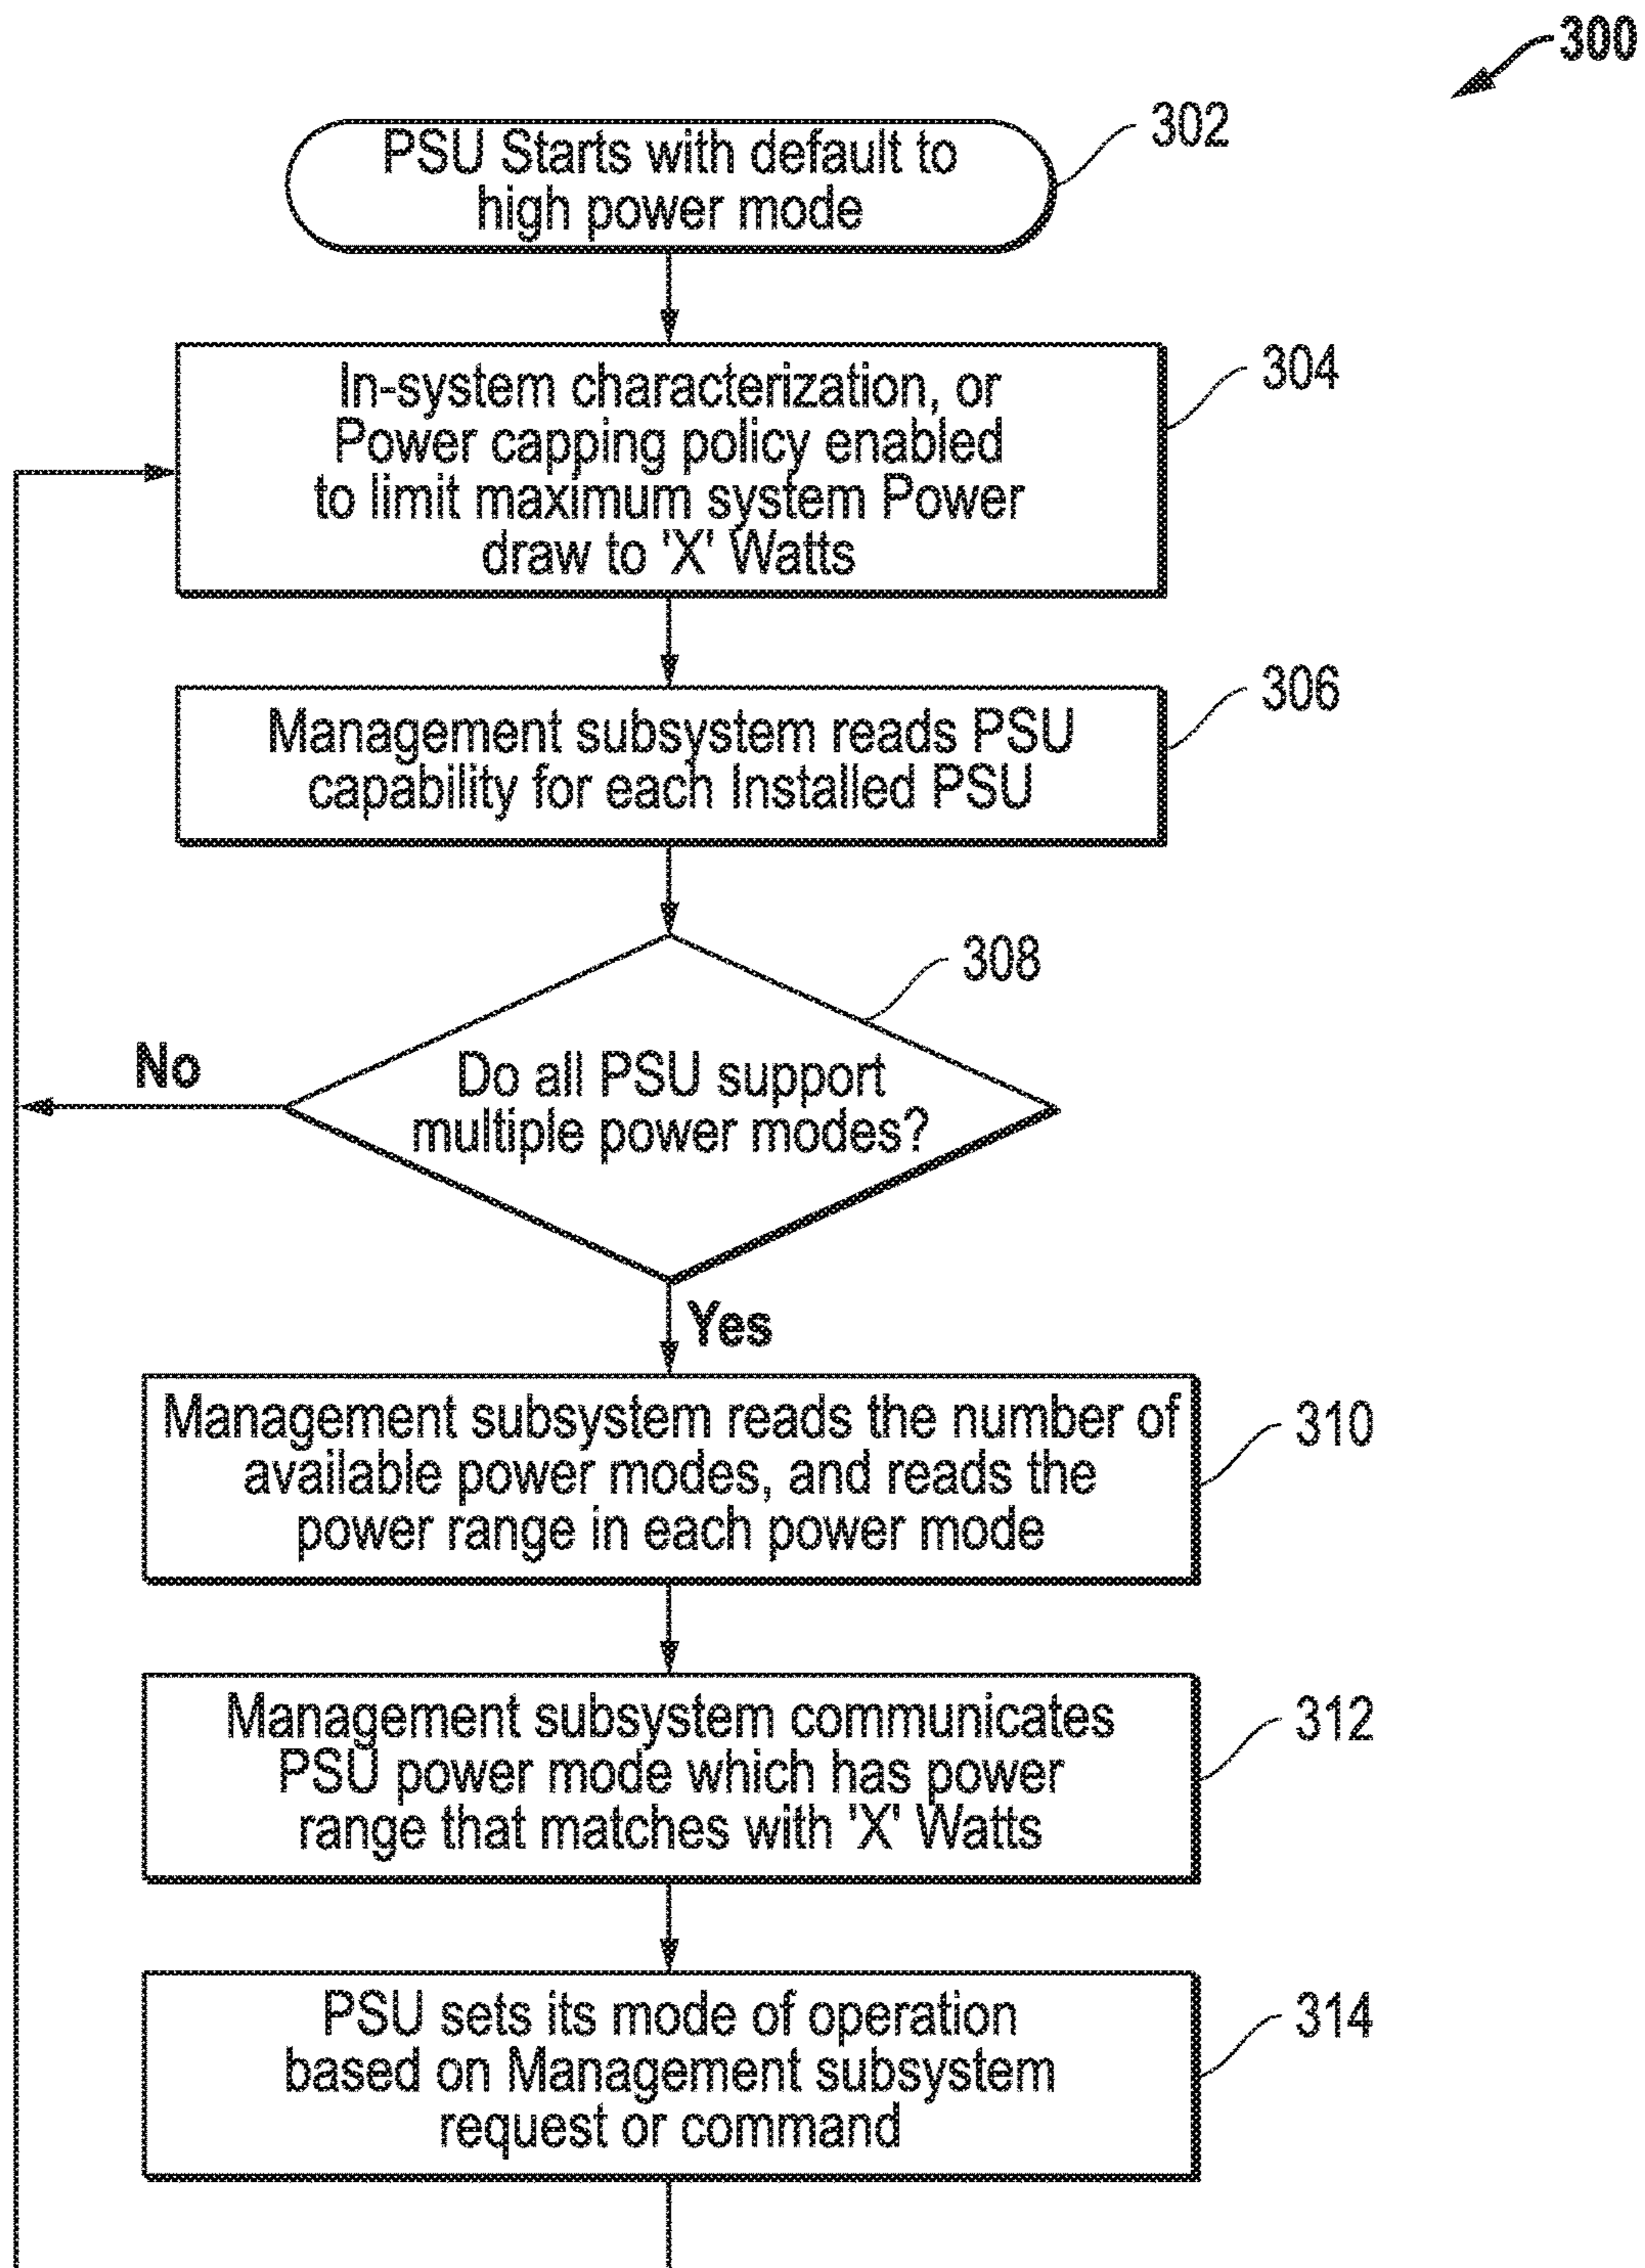 300
PSU Starts with default to
high power mode
302
In-system characterization, or
Power capping policy enabled
to limit maximum system Power
draw to 'X' Watts
304
Management subsystem reads PSU
capability for each Installed PSU
306
308
Do all PSU support
multiple power modes?
No
Yes
Management subsystem reads the number of
available power modes, and reads the
power range in each power mode
310
Management subsystem communicates
PSU power mode which has power
range that matches with 'X' Watts
312
PSU sets its mode of operation
based on Management subsystem
request or command
314